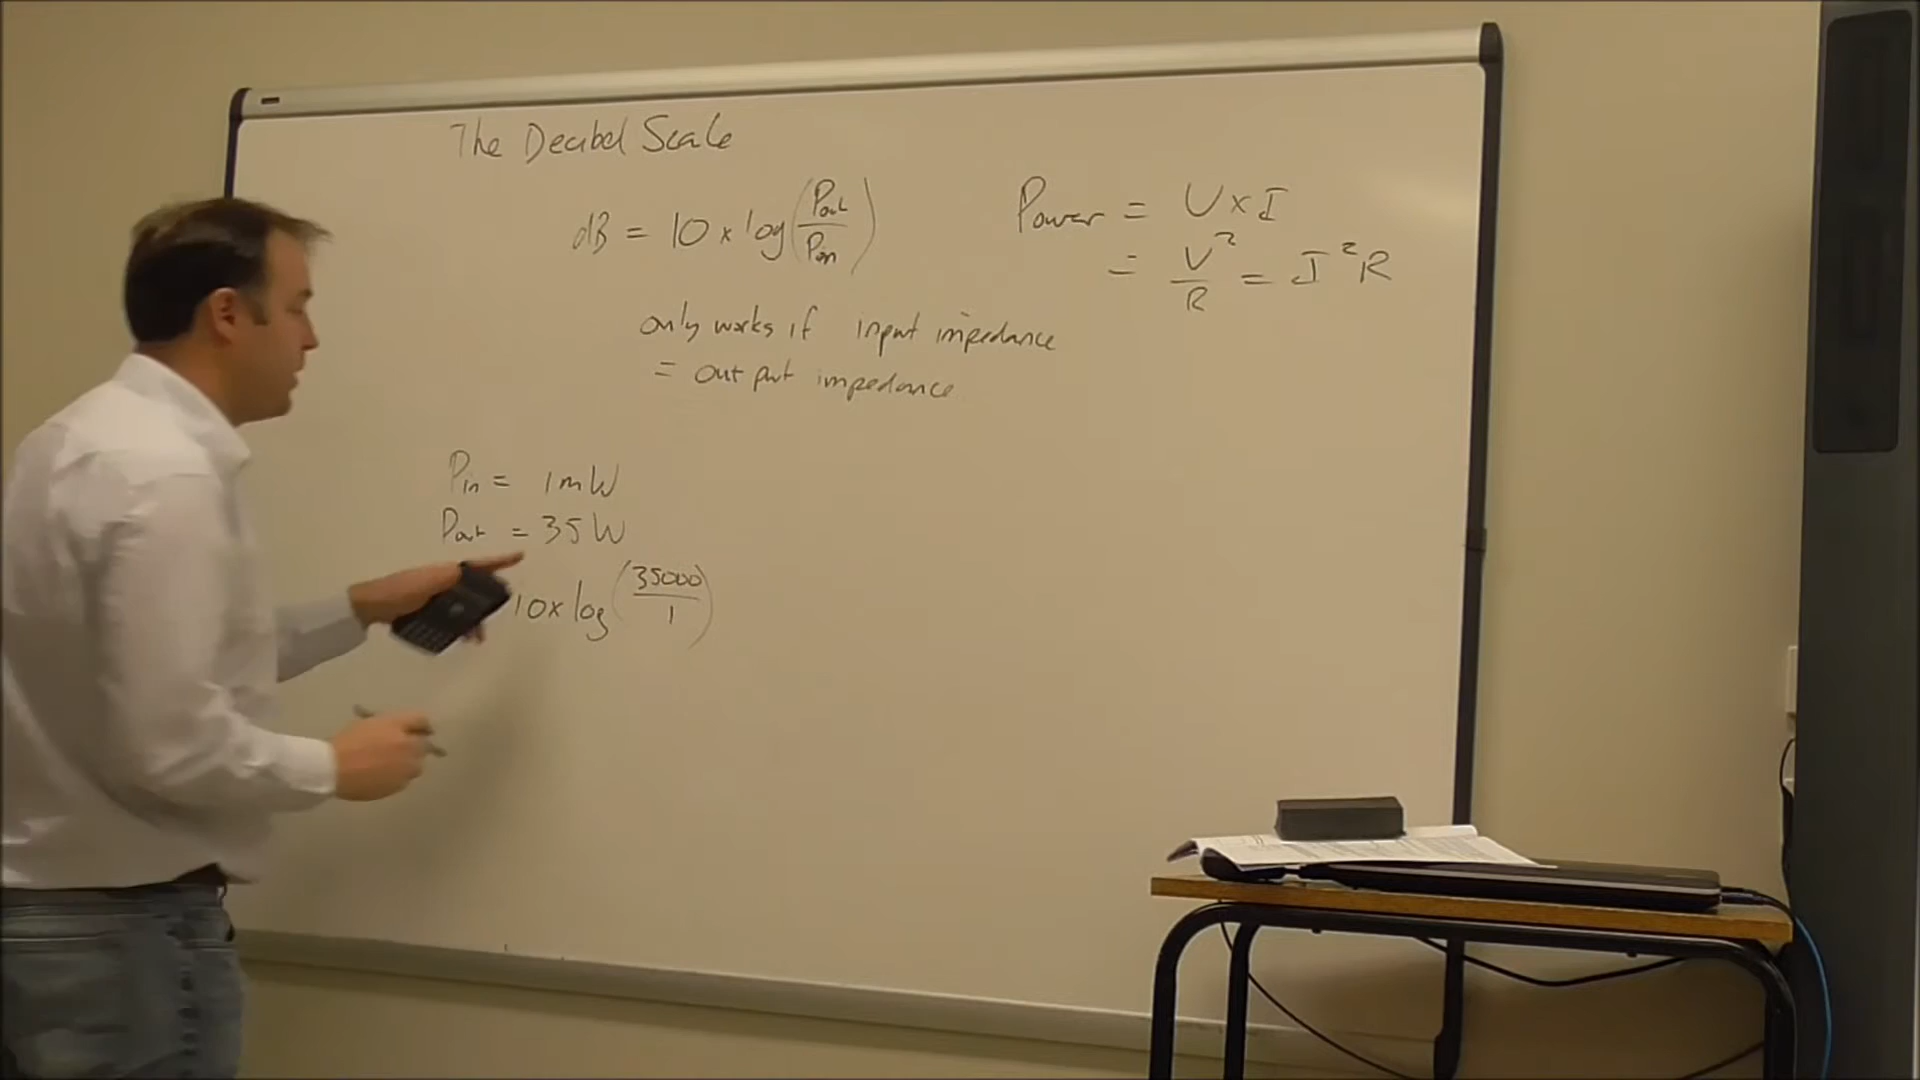 The Decibel Scale
dB = 10 x log (Pout / Pin)
Power = V x I
= V² / R = I² R
only works if input impedance
= output impedance
Pin = 1mW
Pout = 35W
10 x log (35000 / 1)